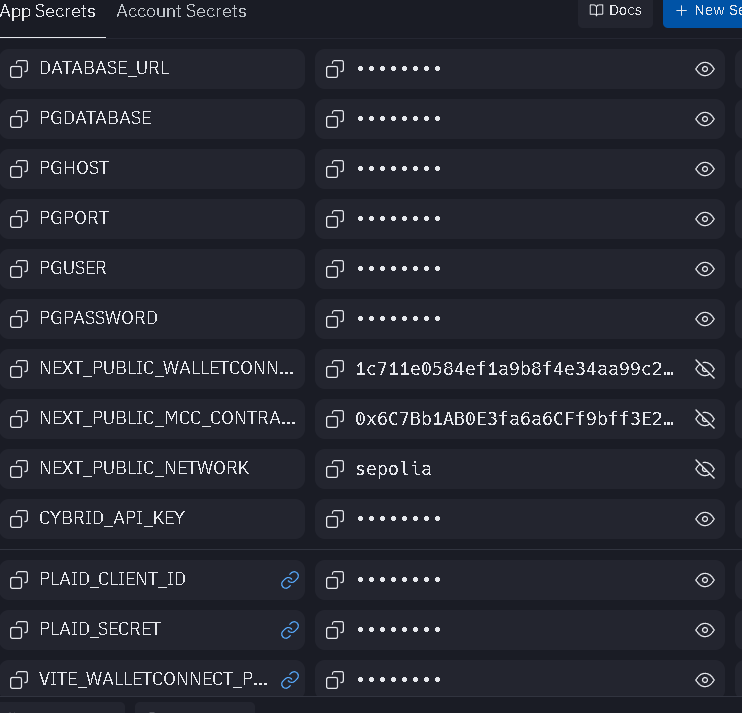 App Secrets Account Secrets Docs + New Se
DATABASE_URL ••••••••
PGDATABASE ••••••••
PGHOST ••••••••
PGPORT ••••••••
PGUSER ••••••••
PGPASSWORD ••••••••
NEXT_PUBLIC_WALLETCONN... 1c711e0584ef1a9b8f4e34aa99c2…
NEXT_PUBLIC_MCC_CONTRA... 0x6C7Bb1AB0E3fa6a6CFf9bff3E2…
NEXT_PUBLIC_NETWORK sepolia
CYBRID_API_KEY ••••••••
PLAID_CLIENT_ID ••••••••
PLAID_SECRET ••••••••
VITE_WALLETCONNECT_P... ••••••••